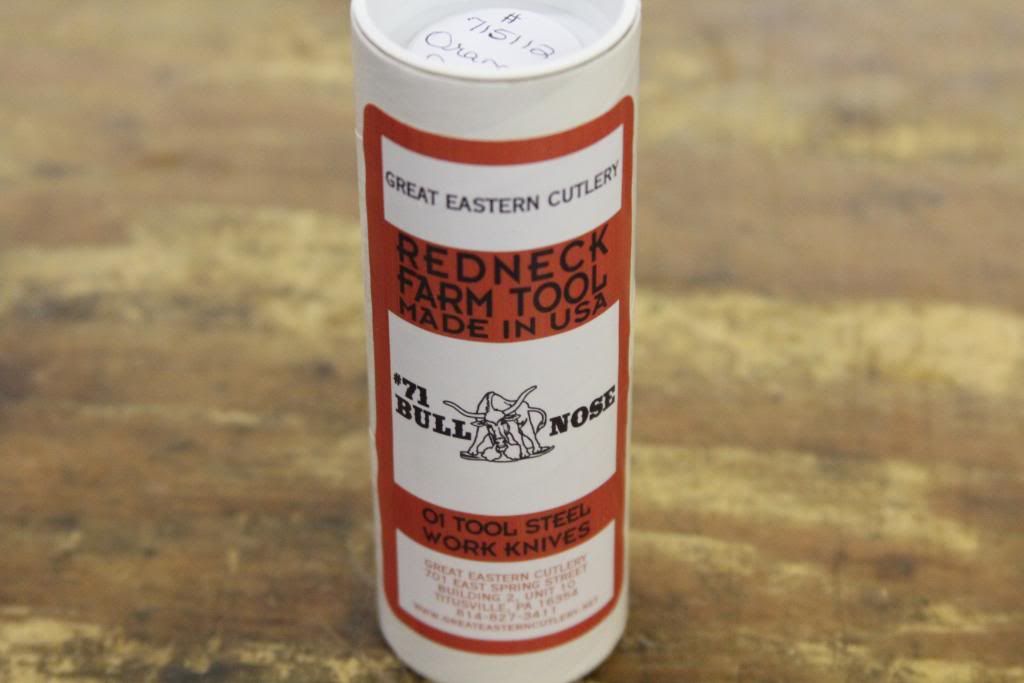 #
715112
GREAT EASTERN CUTLERY
REDNECK
FARM TOOL
MADE IN USA
#71
BULL NOSE
O1 TOOL STEEL
WORK KNIVES
GREAT EASTERN CUTLERY
701 EAST SPRING STREET
BUILDING 2, UNIT 10
TITUSVILLE, PA 16354
814-827-3411
WWW.GREATEASTERNCUTLERY.NET